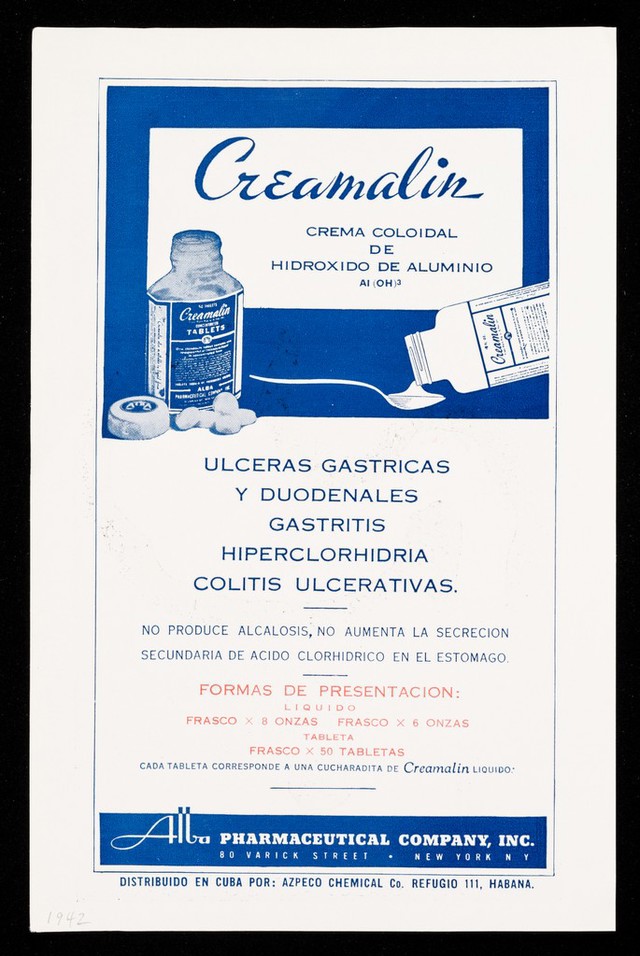 Creamalin
CREMA COLOIDAL
DE
HIDROXIDO DE ALUMINIO
Al (OH)³
Creamalin
TABLETS
ALBA
PHARMACEUTICAL COMPANY
ALBA
Creamalin
ULCERAS GASTRICAS
Y DUODENALES
GASTRITIS
HIPERCLORHIDRIA
COLITIS ULCERATIVAS.
NO PRODUCE ALCALOSIS, NO AUMENTA LA SECRECION
SECUNDARIA DE ACIDO CLORHIDRICO EN EL ESTOMAGO.
FORMAS DE PRESENTACION:
LIQUIDO
FRASCO × 8 ONZAS FRASCO × 6 ONZAS
TABLETA
FRASCO × 50 TABLETAS
CADA TABLETA CORRESPONDE A UNA CUCHARADITA DE Creamalin LIQUIDO.
Alba PHARMACEUTICAL COMPANY, INC.
80 VARICK STREET • NEW YORK N Y
DISTRIBUIDO EN CUBA POR: AZPECO CHEMICAL Co. REFUGIO 111, HABANA.
1942